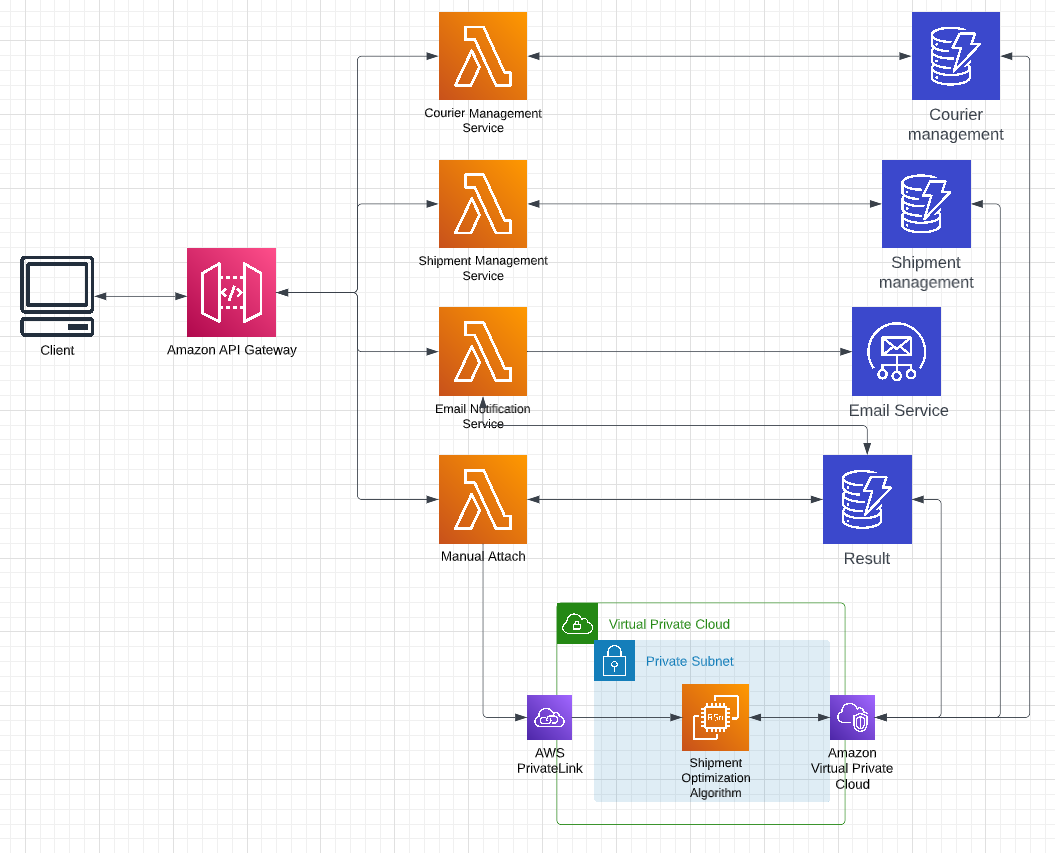 Courier Management
Service
Courier
management
Shipment Management
Service
Shipment
management
Client
Amazon API Gateway
</>
Email Notification
Service
Email Service
Manual Attach
Result
Virtual Private Cloud
Private Subnet
AWS
PrivateLink
Shipment
Optimization
Algorithm
Amazon
Virtual Private
Cloud